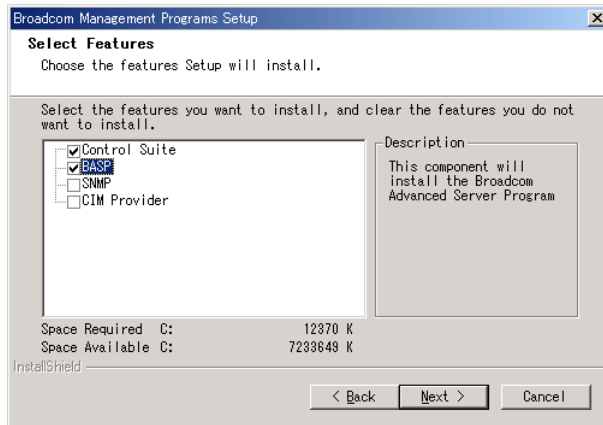 Broadcom Management Programs Setup
Select Features
Choose the features Setup will install.
Select the features you want to install, and clear the features you do not
want to install.
Control Suite
BASP
SNMP
CIM Provider
Description
This component will
install the Broadcom
Advanced Server Program
Space Required C: 12370 K
Space Available C: 7233649 K
InstallShield
< Back Next > Cancel